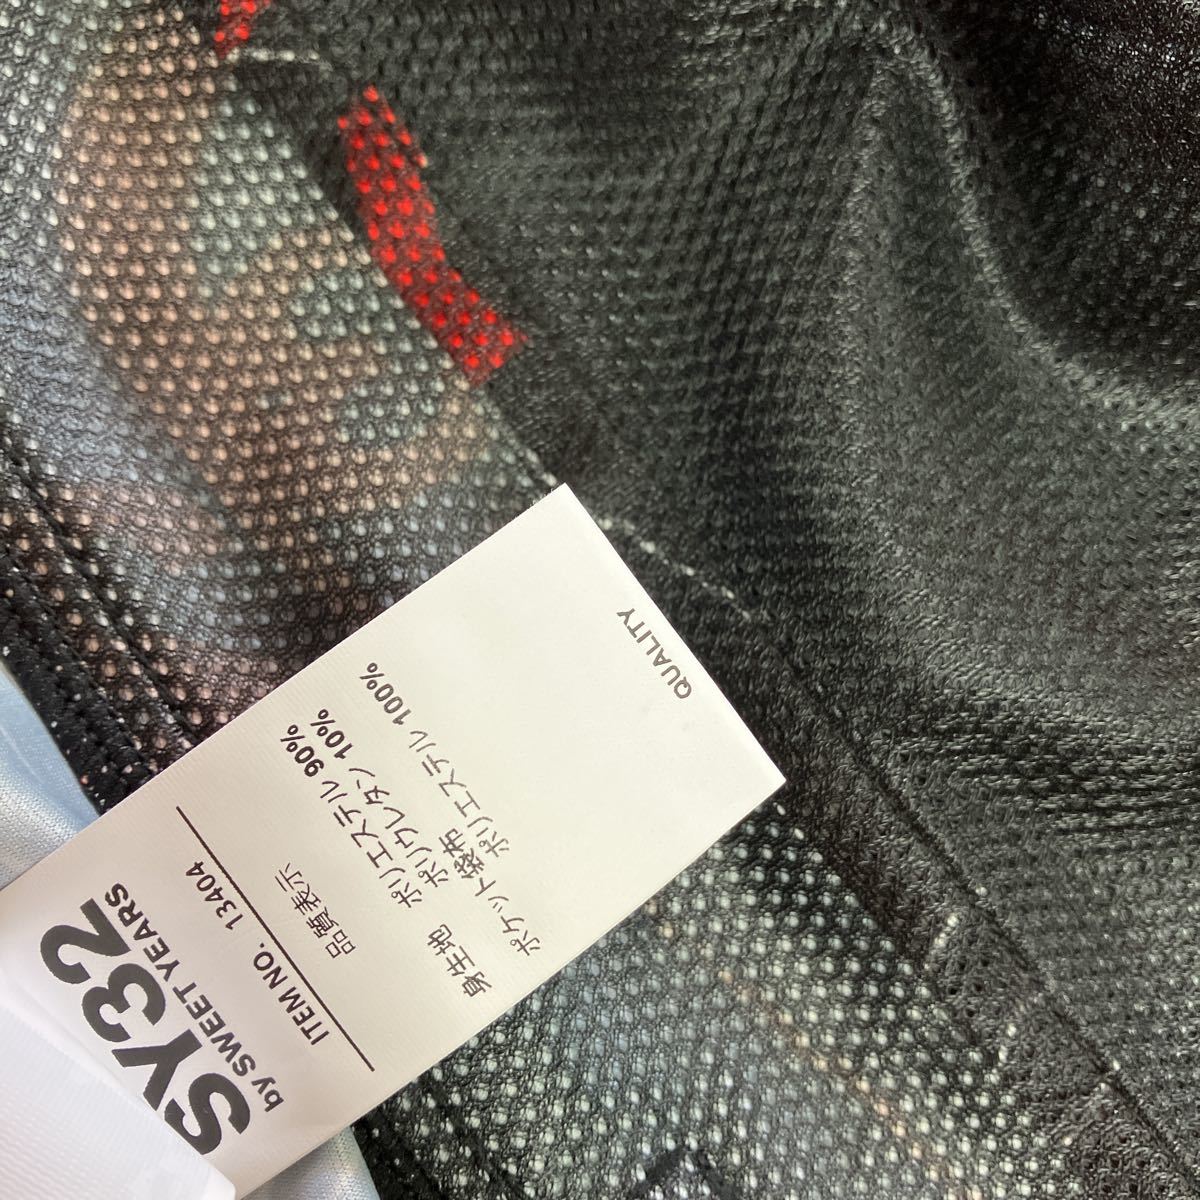 SY32
by SWEET YEARS
ITEM NO. 13404
品質表示
身生地 ポリエステル 90%
ポリウレタン 10%
ポケット袋布 ポリエステル 100%
QUALITY